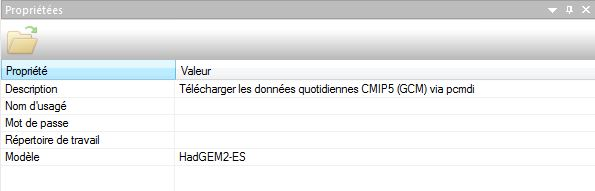 Propriétées
Propriété Valeur
Description Télécharger les données quotidiennes CMIP5 (GCM) via pcmdi
Nom d'usagé
Mot de passe
Répertoire de travail
Modèle HadGEM2-ES